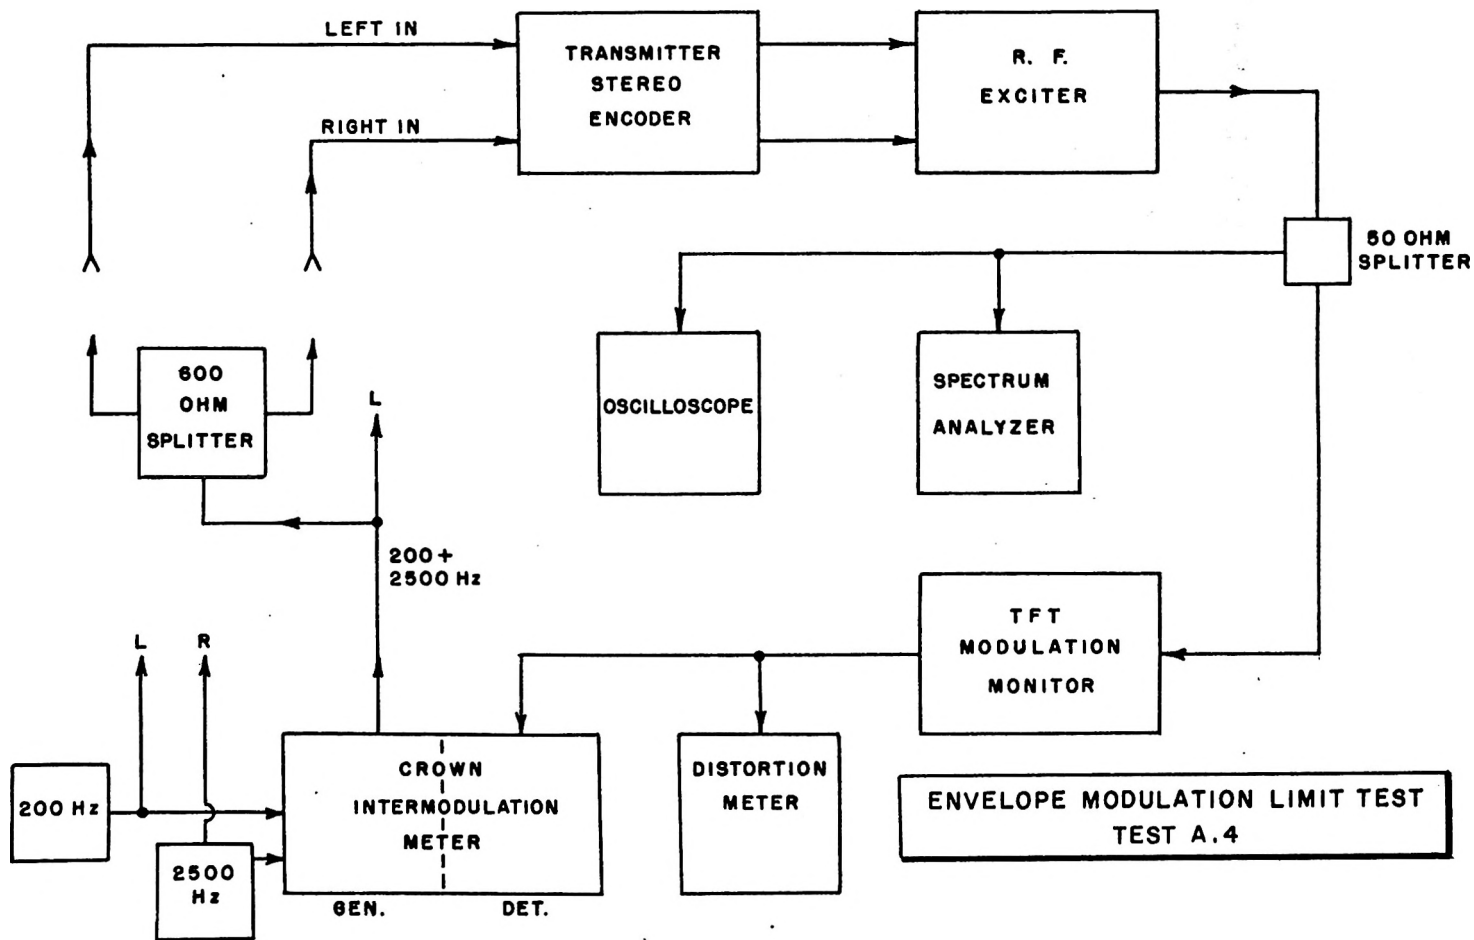 LEFT IN
TRANSMITTER
STEREO
ENCODER
R. F.
EXCITER
RIGHT IN
50 OHM
SPLITTER
600
OHM
SPLITTER
L
OSCILLOSCOPE
SPECTRUM
ANALYZER
200 +
2500 Hz
L
R
TFT
MODULATION
MONITOR
200 Hz
2500
Hz
CROWN
INTERMODULATION
METER
GEN.
DET.
DISTORTION
METER
ENVELOPE MODULATION LIMIT TEST
TEST A.4